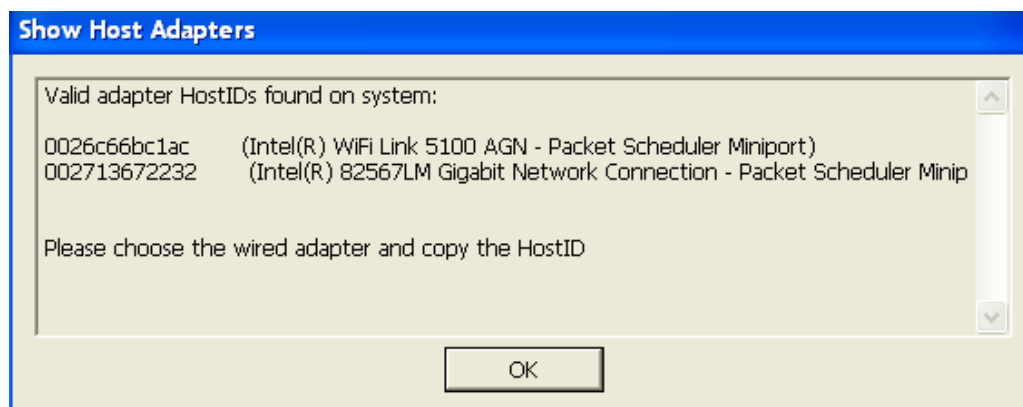 Show Host Adapters
Valid adapter HostIDs found on system:
0026c66bc1ac (Intel(R) WiFi Link 5100 AGN - Packet Scheduler Miniport)
002713672232 (Intel(R) 82567LM Gigabit Network Connection - Packet Scheduler Minip
Please choose the wired adapter and copy the HostID
OK